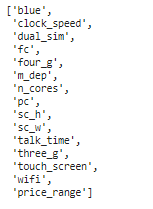 ['blue',
'clock_speed',
'dual_sim',
'fc',
'four_g',
'm_dep',
'n_cores',
'pc',
'sc_h',
'sc_w',
'talk_time',
'three_g',
'touch_screen',
'wifi',
'price_range']